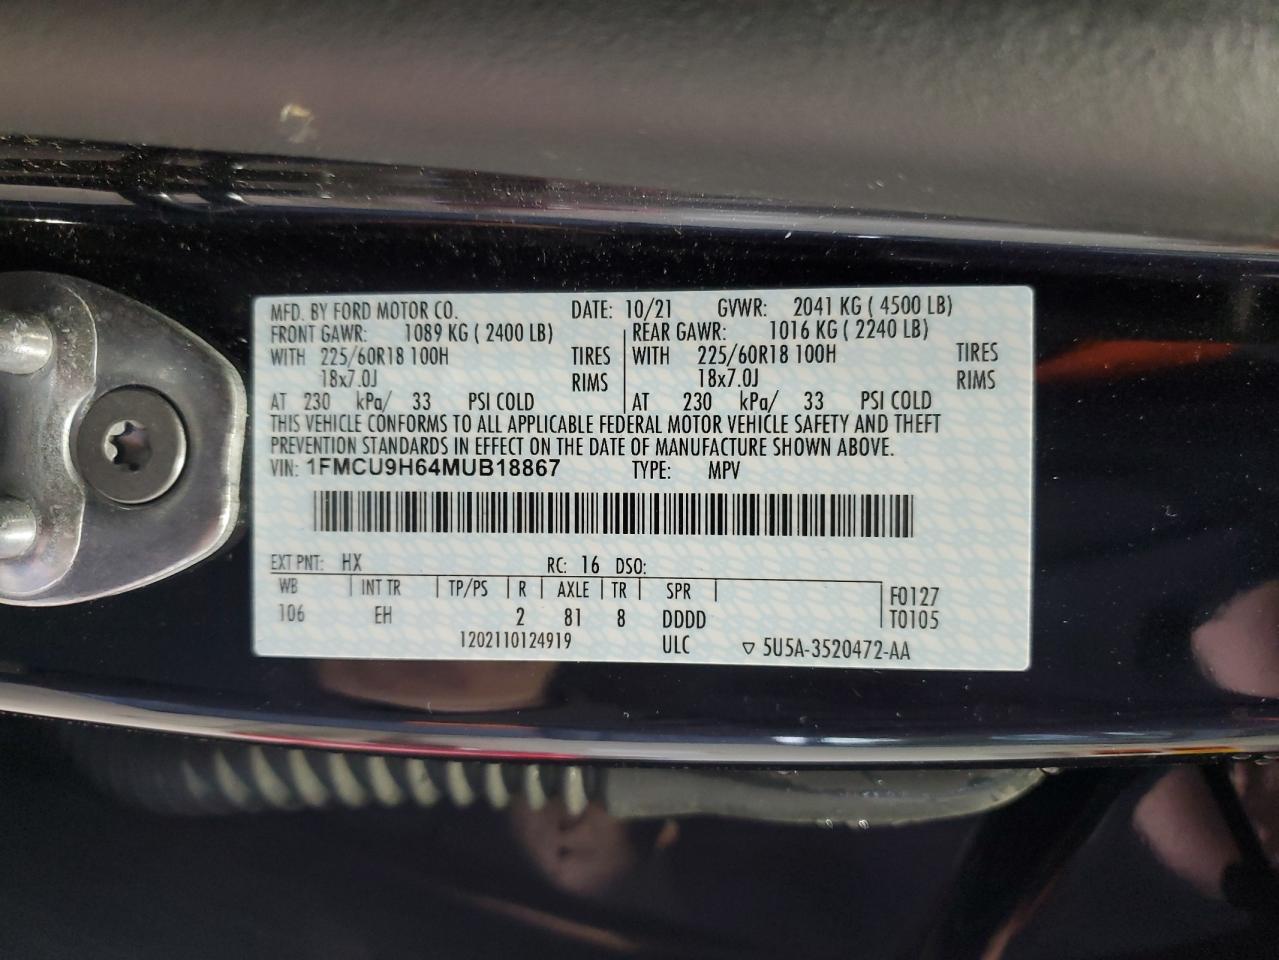 MFD. BY FORD MOTOR CO. DATE: 10/21 GVWR: 2041 KG ( 4500 LB)
FRONT GAWR: 1089 KG ( 2400 LB) REAR GAWR: 1016 KG ( 2240 LB)
WITH 225/60R18 100H TIRES WITH 225/60R18 100H TIRES
18x7.0J RIMS 18x7.0J RIMS
AT 230 kPa/ 33 PSI COLD AT 230 kPa/ 33 PSI COLD
THIS VEHICLE CONFORMS TO ALL APPLICABLE FEDERAL MOTOR VEHICLE SAFETY AND THEFT
PREVENTION STANDARDS IN EFFECT ON THE DATE OF MANUFACTURE SHOWN ABOVE.
VIN: 1FMCU9H64MUB18867 TYPE: MPV
EXT PNT: HX RC: 16 DSO:
WB INT TR TP/PS R AXLE TR SPR F0127
106 EH 2 81 8 DDDD T0105
1202110124919 ULC ▽ 5U5A-3520472-AA